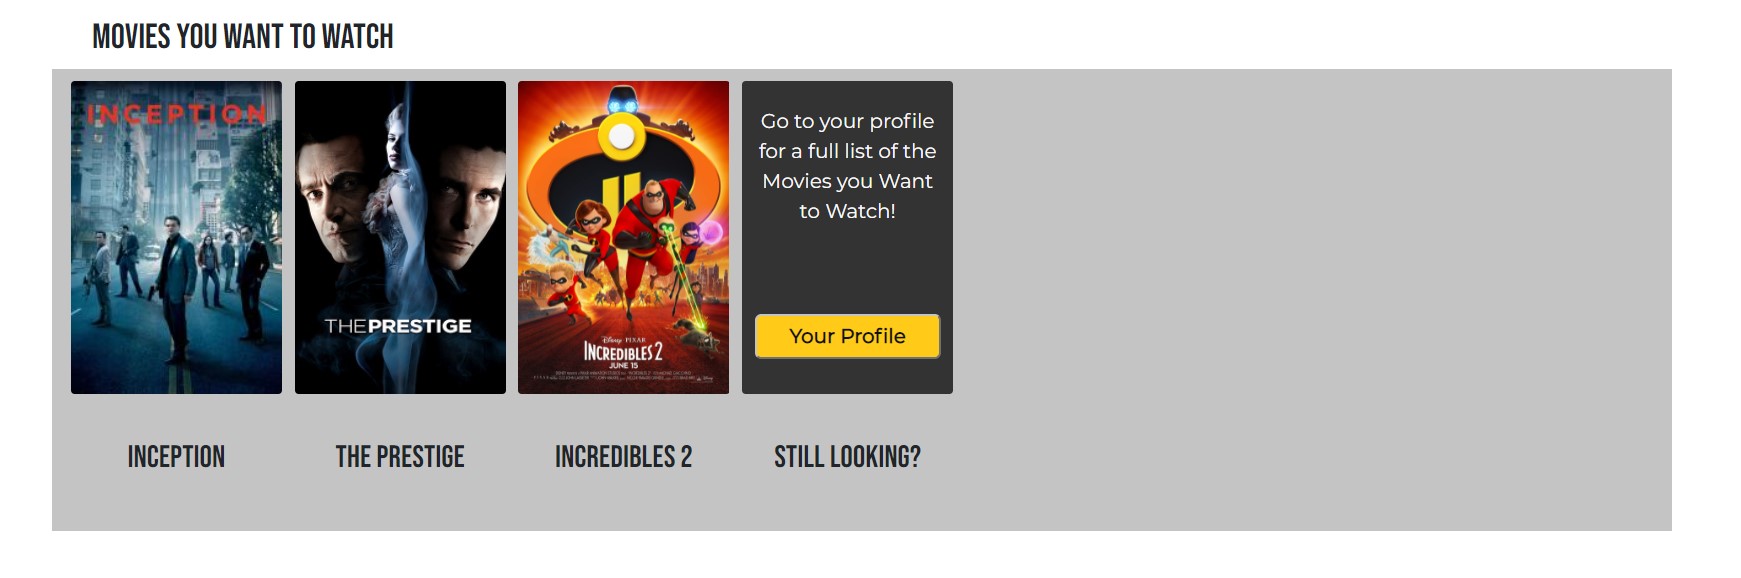 MOVIES YOU WANT TO WATCH
INCEPTION
THE PRESTIGE
Disney PIXAR
INCREDIBLES 2
JUNE 15
Go to your profile
for a full list of the
Movies you Want
to Watch!
Your Profile
INCEPTION
THE PRESTIGE
INCREDIBLES 2
STILL LOOKING?